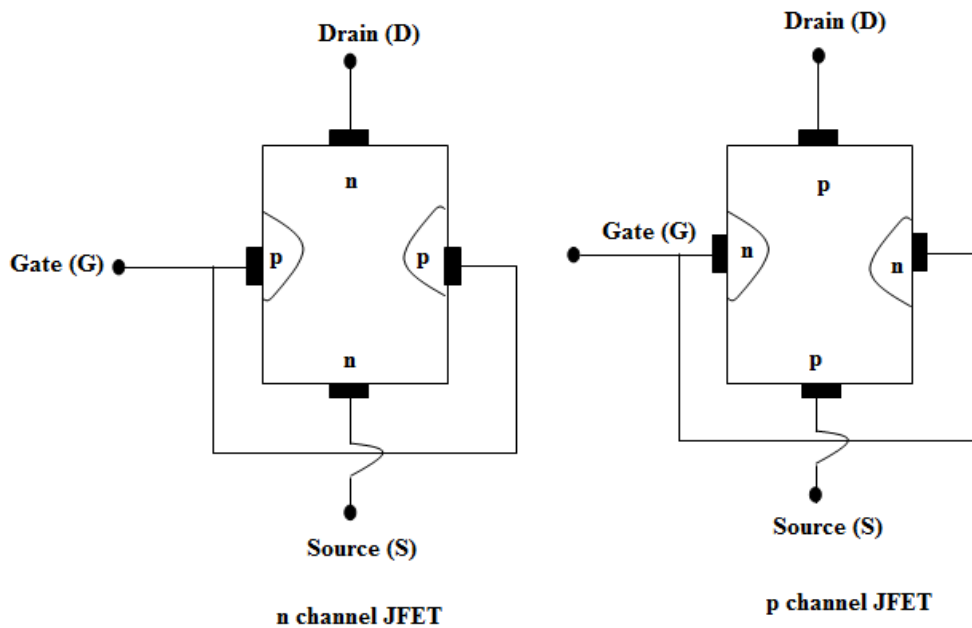 Drain (D)
n
Gate (G)
p
p
n
Source (S)
n channel JFET
Drain (D)
p
Gate (G)
n
n
p
Source (S)
p channel JFET